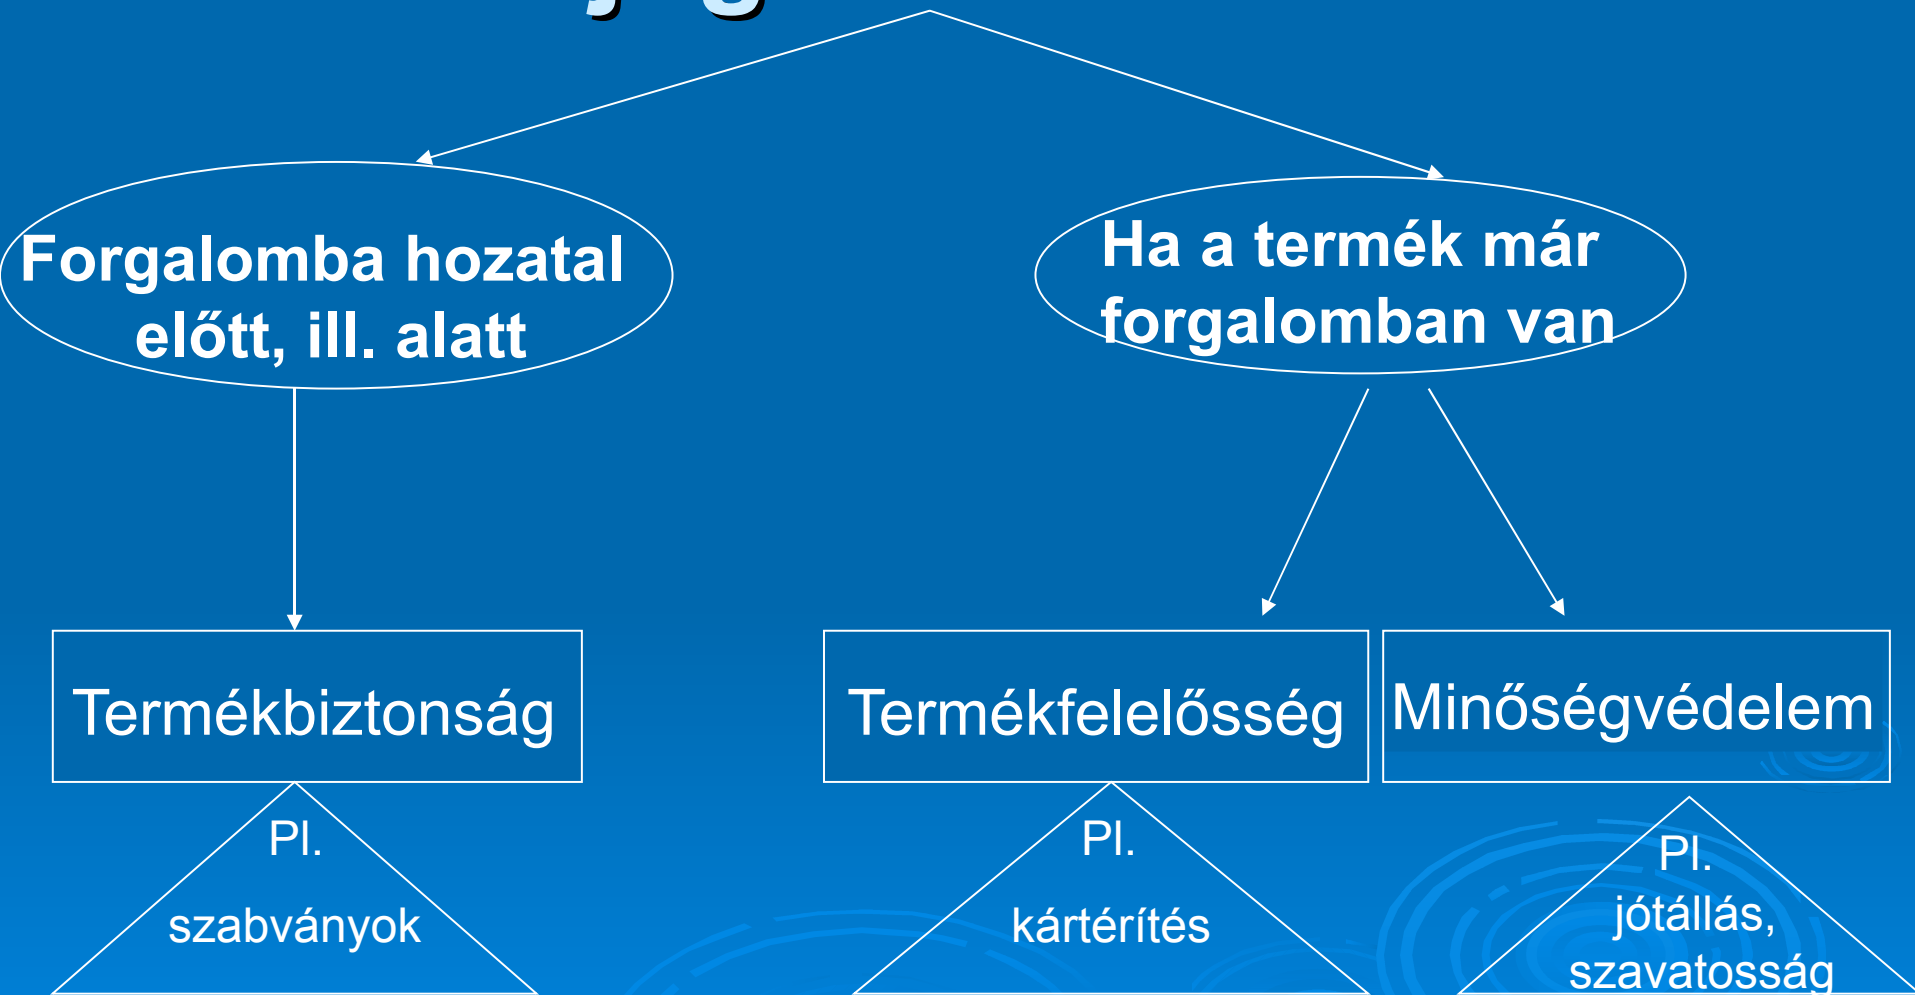 Forgalomba hozatal
előtt, ill. alatt
Ha a termék már
forgalomban van
Termékbiztonság
Termékfelelősség
Minőségvédelem
Pl.
szabványok
Pl.
kártérítés
Pl.
jótállás,
szavatosság